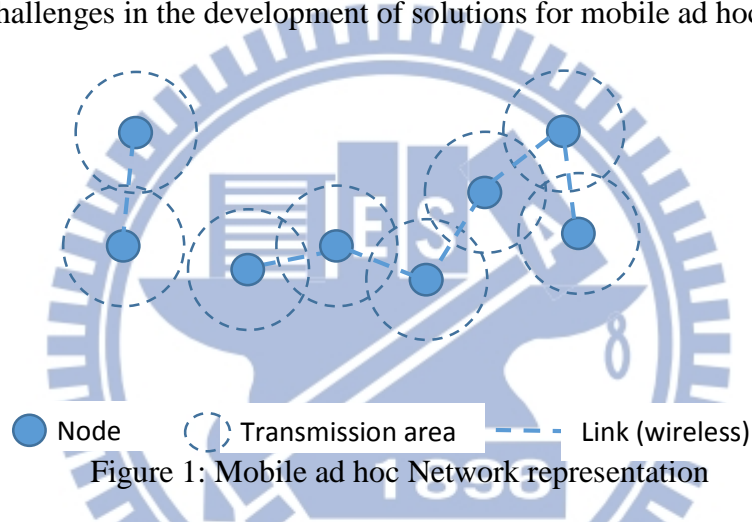 hallenges in the development of solutions for mobile ad hoc
E S A
Node Transmission area Link (wireless)
Figure 1: Mobile ad hoc Network representation
1896